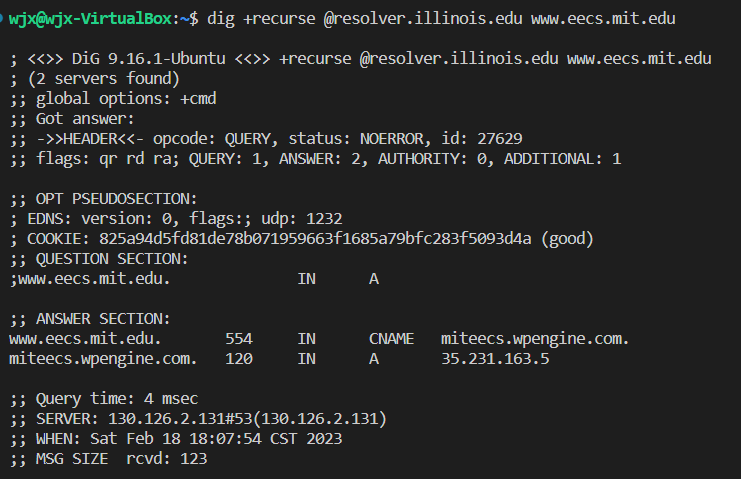 wjx@wjx-VirtualBox:~$ dig +recurse @resolver.illinois.edu www.eecs.mit.edu
; <<>> DiG 9.16.1-Ubuntu <<>> +recurse @resolver.illinois.edu www.eecs.mit.edu
; (2 servers found)
;; global options: +cmd
;; Got answer:
;; ->>HEADER<<- opcode: QUERY, status: NOERROR, id: 27629
;; flags: qr rd ra; QUERY: 1, ANSWER: 2, AUTHORITY: 0, ADDITIONAL: 1
;; OPT PSEUDOSECTION:
; EDNS: version: 0, flags:; udp: 1232
; COOKIE: 825a94d5fd81de78b071959663f1685a79bfc283f5093d4a (good)
;; QUESTION SECTION:
;www.eecs.mit.edu. IN A
;; ANSWER SECTION:
www.eecs.mit.edu. 554 IN CNAME miteecs.wpengine.com.
miteecs.wpengine.com. 120 IN A 35.231.163.5
;; Query time: 4 msec
;; SERVER: 130.126.2.131#53(130.126.2.131)
;; WHEN: Sat Feb 18 18:07:54 CST 2023
;; MSG SIZE rcvd: 123